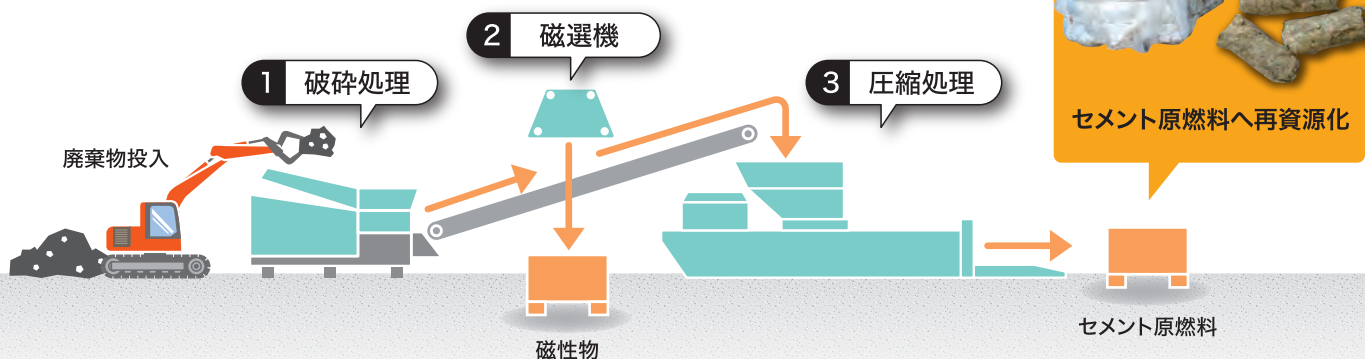 廃棄物投入
1 破砕処理
2 磁選機
磁性物
3 圧縮処理
セメント原燃料へ再資源化
セメント原燃料